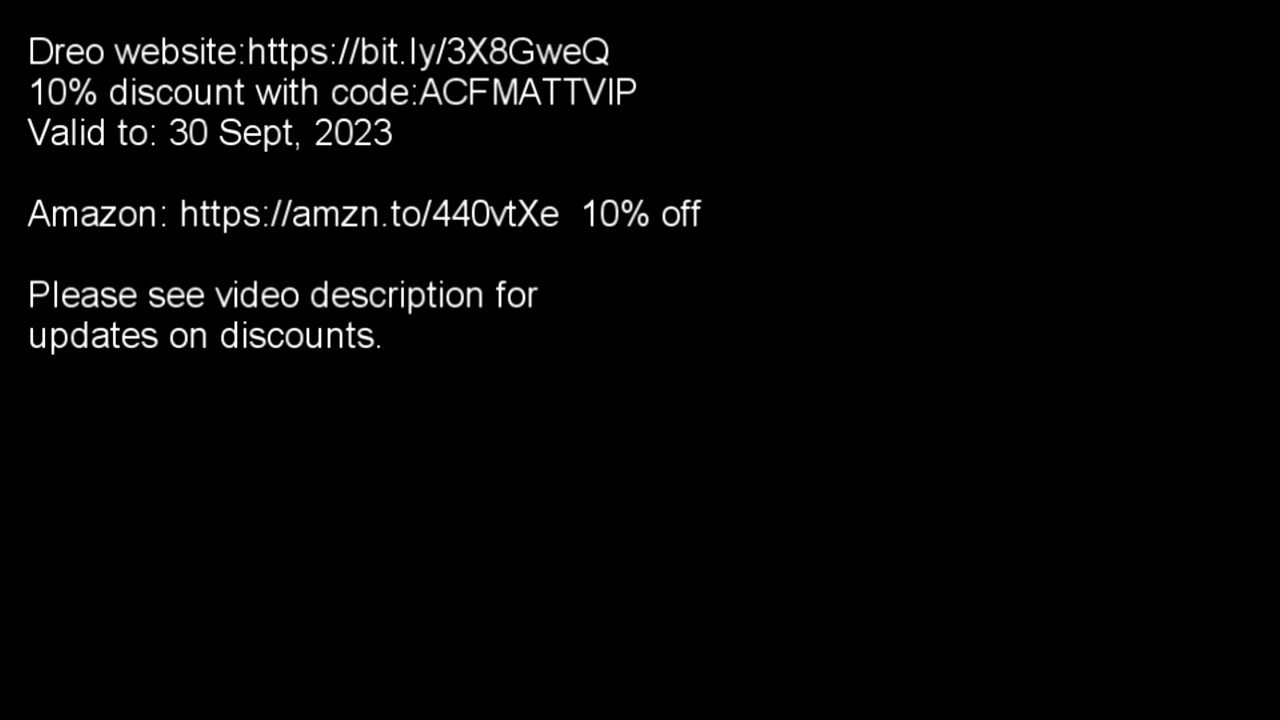 Dreo website:https://bit.ly/3X8GweQ
10% discount with code:ACFMATTVIP
Valid to: 30 Sept, 2023
Amazon: https://amzn.to/440vtXe  10% off
Please see video description for
updates on discounts.